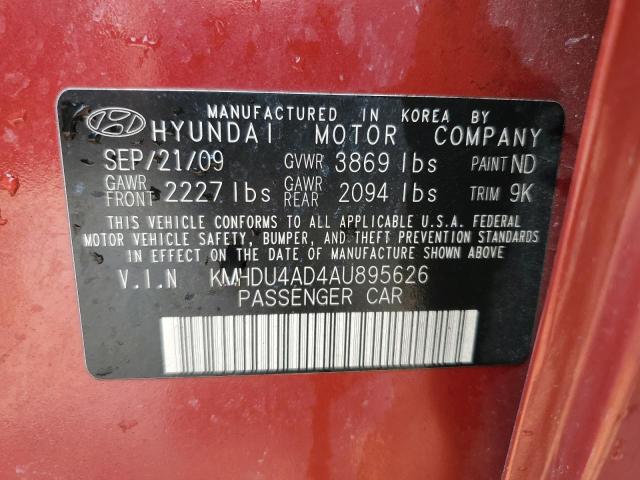 MANUFACTURED IN KOREA BY
HYUNDAI MOTOR COMPANY
SEP/21/09 GVWR 3869 lbs PAINT ND
GAWR FRONT 2227 lbs GAWR REAR 2094 lbs TRIM 9K
THIS VEHICLE CONFORMS TO ALL APPLICABLE U.S.A. FEDERAL
MOTOR VEHICLE SAFETY, BUMPER, AND THEFT PREVENTION STANDARDS
IN EFFECT ON THE DATE OF MANUFACTURE SHOWN ABOVE.
V.I.N KMHDU4AD4AU895626
PASSENGER CAR